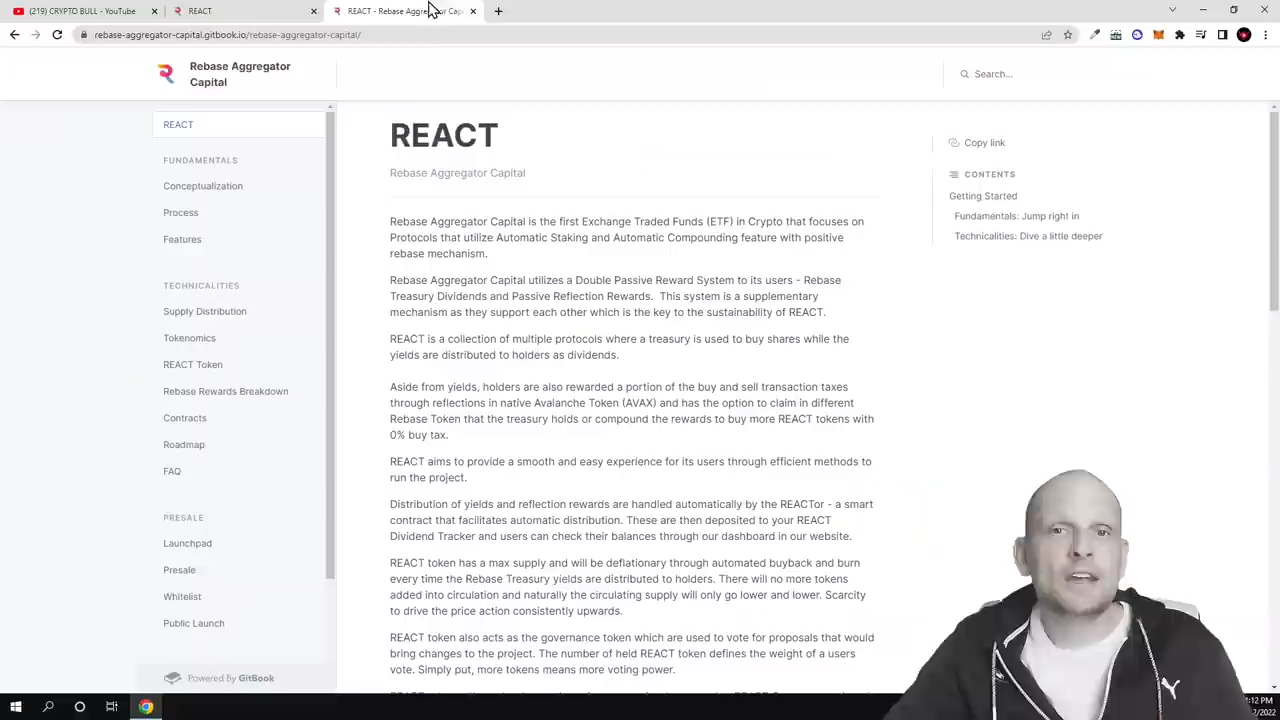 (219) CRYPTO BULL - YouTube
REACT
REACT - Rebase Aggregator Cap
rebase-aggregator-capital.gitbook.io/rebase-aggregator-capital/
Rebase Aggregator
Capital
Search...
REACT
FUNDAMENTALS
Conceptualization
Process
Features
TECHNICALITIES
Supply Distribution
Tokenomics
REACT Token
Rebase Rewards Breakdown
Contracts
Roadmap
FAQ
PRESALE
Launchpad
Presale
Whitelist
Public Launch
Powered By GitBook
REACT
Rebase Aggregator Capital
Rebase Aggregator Capital is the first Exchange Traded Funds (ETF) in Crypto that focuses on
Protocols that utilize Automatic Staking and Automatic Compounding feature with positive
rebase mechanism.
Rebase Aggregator Capital utilizes a Double Passive Reward System to its users - Rebase
Treasury Dividends and Passive Reflection Rewards.  This system is a supplementary
mechanism as they support each other which is the key to the sustainability of REACT.
REACT is a collection of multiple protocols where a treasury is used to buy shares while the
yields are distributed to holders as dividends.
Aside from yields, holders are also rewarded a portion of the buy and sell transaction taxes
through reflections in native Avalanche Token (AVAX) and has the option to claim in different
Rebase Token that the treasury holds or compound the rewards to buy more REACT tokens with
0% buy tax.
REACT aims to provide a smooth and easy experience for its users through efficient methods to
run the project.
Distribution of yields and reflection rewards are handled automatically by the REACTor - a smart
contract that facilitates automatic distribution. These are then deposited to your REACT
Dividend Tracker and users can check their balances through our dashboard in our website.
REACT token has a max supply and will be deflationary through automated buyback and burn
every time the Rebase Treasury yields are distributed to holders. There will no more tokens
added into circulation and naturally the circulating supply will only go lower and lower. Scarcity
to drive the price action consistently upwards.
REACT token also acts as the governance token which are used to vote for proposals that would
bring changes to the project. The number of held REACT token defines the weight of a users
vote. Simply put, more tokens means more voting power.
Copy link
CONTENTS
Getting Started
Fundamentals: Jump right in
Technicalities: Dive a little deeper
:12 PM
/2022